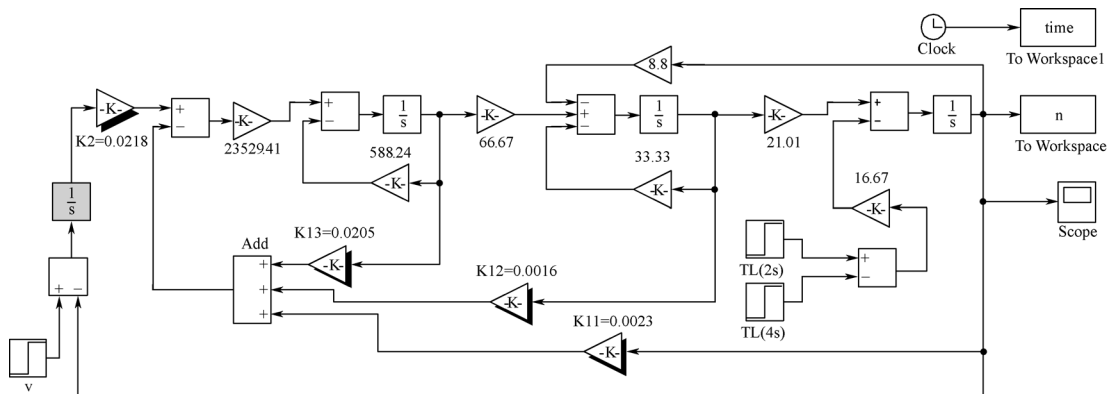 time
Clock
To Workspace1
8.8
-K-
K2=0.0218
+
−
-K-
23529.41
+
−
1
s
-K-
66.67
−
+
−
1
s
-K-
21.01
+
-
1
s
n
To Workspace
588.24
-K-
33.33
-K-
16.67
-K-
1
s
Scope
K13=0.0205
-K-
Add
+
+
+
K12=0.0016
-K-
TL(2s)
+
−
TL(4s)
+ −
K11=0.0023
-K-
v